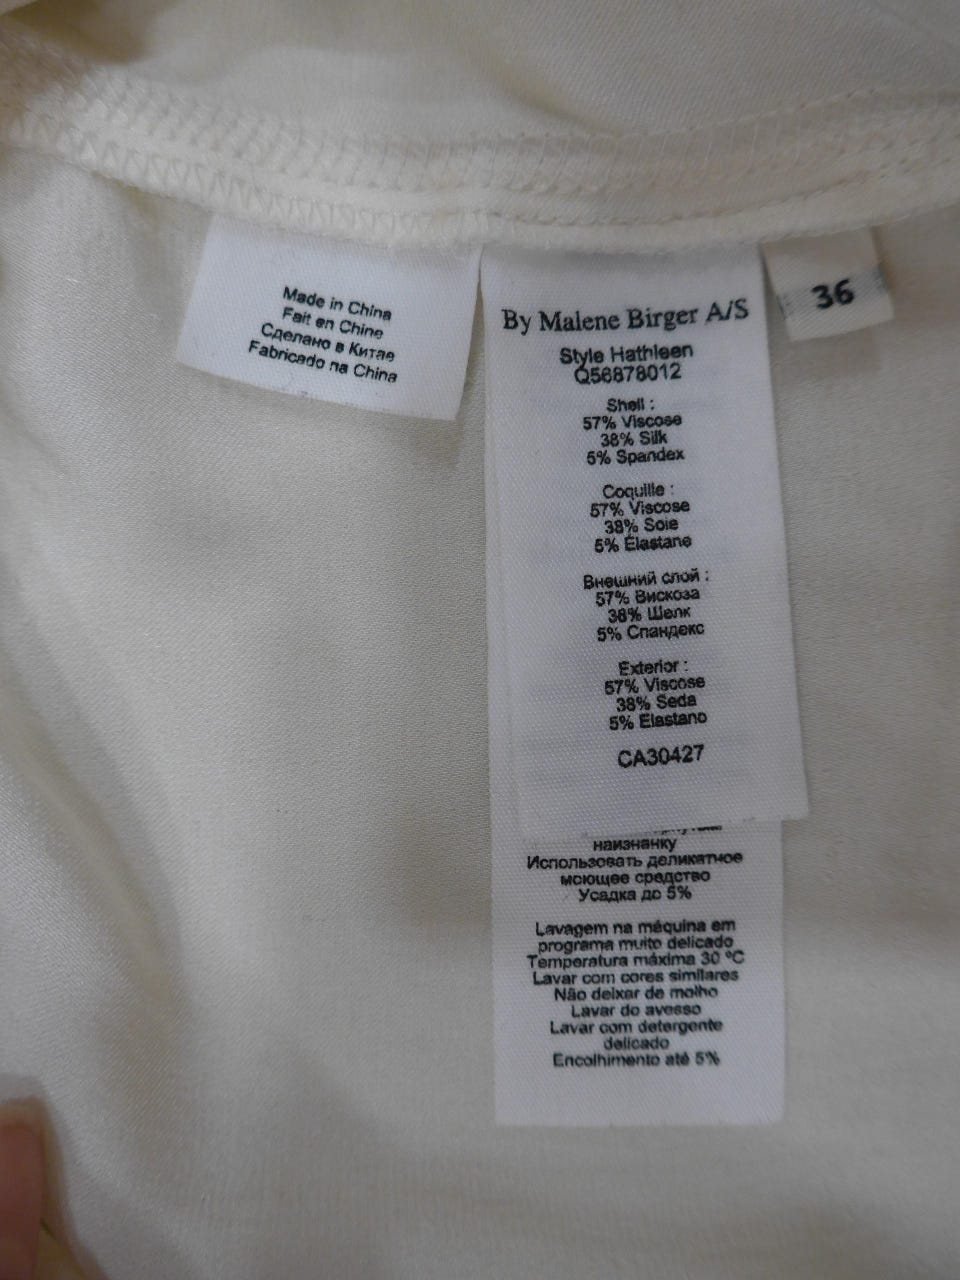 Made in China
Fait en Chine
Сделано в Китае
Fabricado na China
By Malene Birger A/S
Style Hathleen
Q56878012
Shell :
57% Viscose
38% Silk
5% Spandex
Coquille :
57% Viscose
38% Soie
5% Élastane
Внешний слой :
57% Вискоза
38% Шелк
5% Спандекс
Exterior :
57% Viscose
38% Seda
5% Elastano
CA30427
наизнанку
Использовать деликатное
моющее средство
Усадка до 5%
Lavagem na máquina em
programa muito delicado
Temperatura máxima 30 ºC
Lavar com cores similares
Não deixar de molho
Lavar do avesso
Lavar com detergente
delicado
Encolhimento até 5%
36